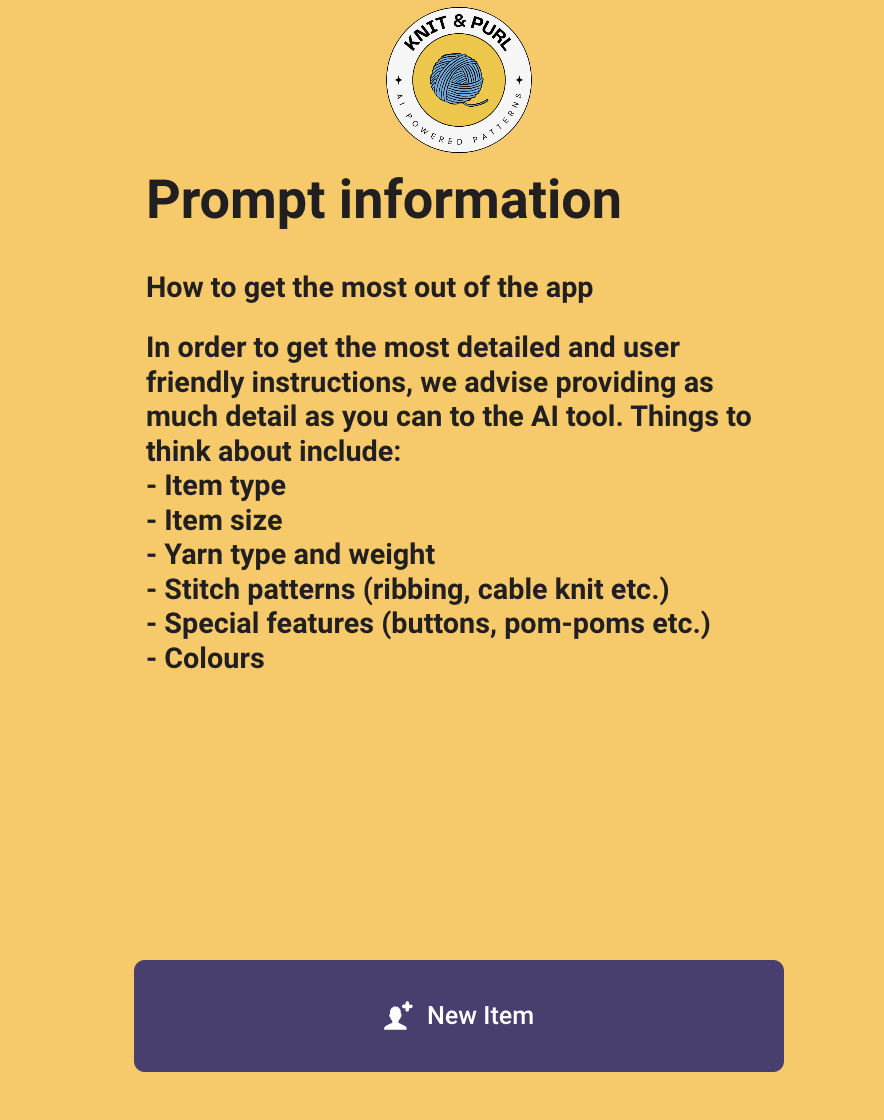 KNIT & PURL
AI POWERED PATTERNS
Prompt information
How to get the most out of the app
In order to get the most detailed and user
friendly instructions, we advise providing as
much detail as you can to the AI tool. Things to
think about include:
- Item type
- Item size
- Yarn type and weight
- Stitch patterns (ribbing, cable knit etc.)
- Special features (buttons, pom-poms etc.)
- Colours
New Item